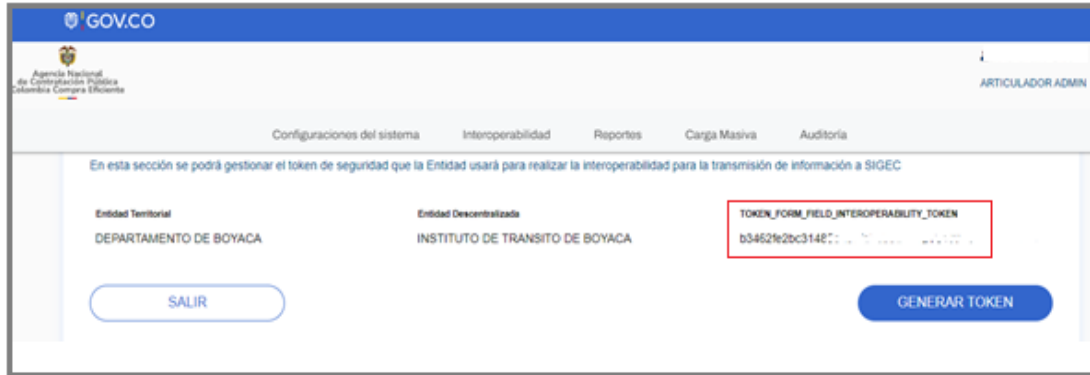 GOV.CO
Agencia Nacional
de Contratación Pública
Colombia Compra Eficiente
ARTICULADOR ADMIN
Configuraciones del sistema Interoperabilidad Reportes Carga Masiva Auditoría
En esta sección se podrá gestionar el token de seguridad que la Entidad usará para realizar la interoperabilidad para la transmisión de información a SIGEC
Entidad Territorial Entidad Descentralizada TOKEN_FORM_FIELD_INTEROPERABILITY_TOKEN
DEPARTAMENTO DE BOYACA INSTITUTO DE TRANSITO DE BOYACA b3462fe2bc3148
SALIR GENERAR TOKEN